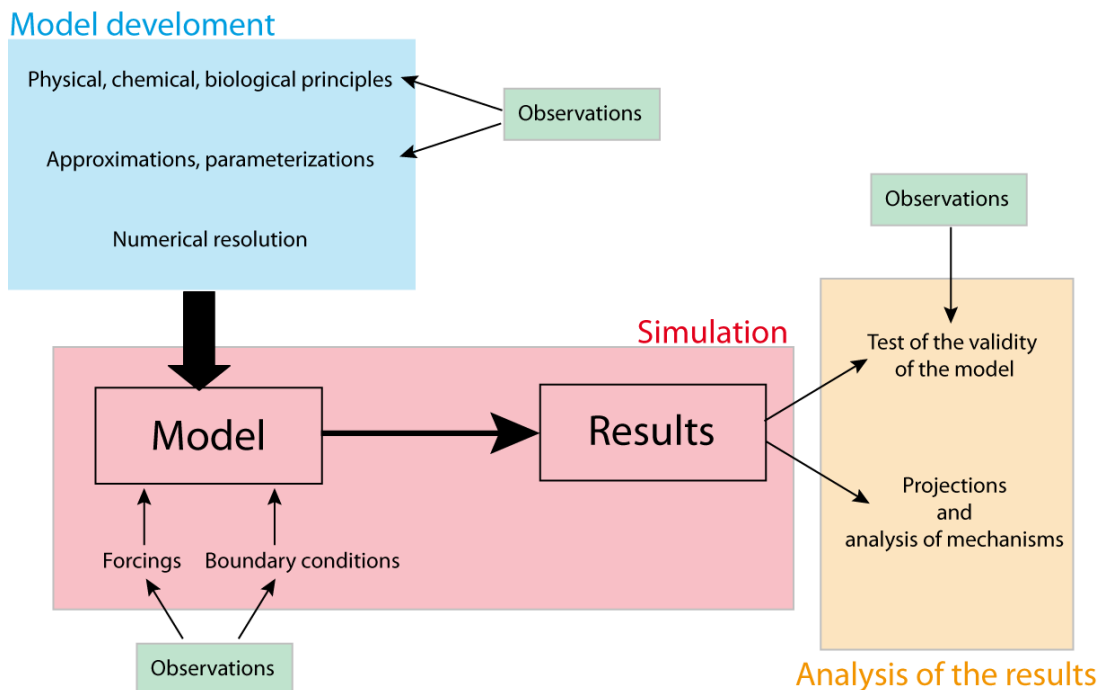 Model develoment
Physical, chemical, biological principles
Observations
Approximations, parameterizations
Numerical resolution
Observations
Simulation
Test of the validity
of the model
Model
Results
Projections
and
analysis of mechanisms
Forcings
Boundary conditions
Observations
Analysis of the results